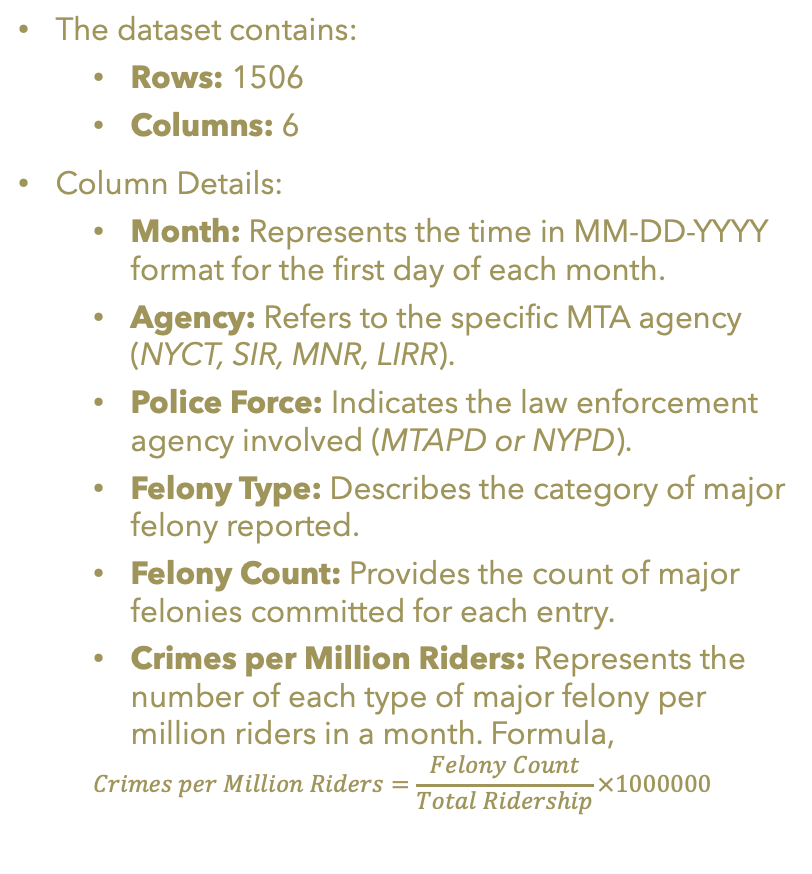 • The dataset contains:
• Rows: 1506
• Columns: 6
• Column Details:
• Month: Represents the time in MM-DD-YYYY
format for the first day of each month.
• Agency: Refers to the specific MTA agency
(NYCT, SIR, MNR, LIRR).
• Police Force: Indicates the law enforcement
agency involved (MTAPD or NYPD).
• Felony Type: Describes the category of major
felony reported.
• Felony Count: Provides the count of major
felonies committed for each entry.
• Crimes per Million Riders: Represents the
number of each type of major felony per
million riders in a month. Formula,
Crimes per Million Riders = Felony Count / Total Ridership ×1000000